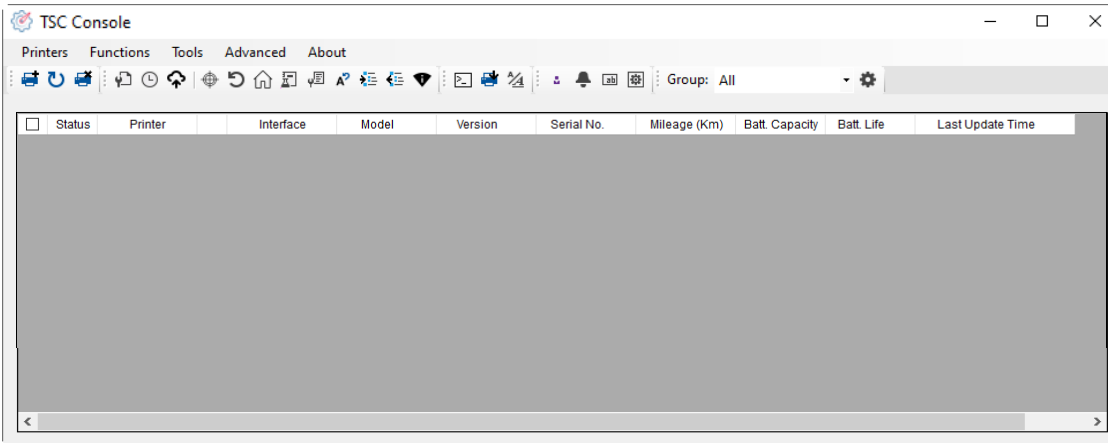 TSC Console
Printers Functions Tools Advanced About
Group: All
Status Printer Interface Model Version Serial No. Mileage (Km) Batt. Capacity Batt. Life Last Update Time